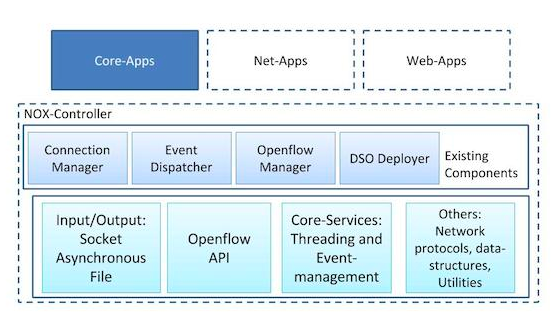 Core-Apps
Net-Apps
Web-Apps
NOX-Controller
Connection
Manager
Event
Dispatcher
Openflow
Manager
DSO Deployer
Existing
Components
Input/Output:
Socket
Asynchronous
File
Openflow
API
Core-Services:
Threading and
Event-
management
Others:
Network
protocols, data-
structures,
Utilities